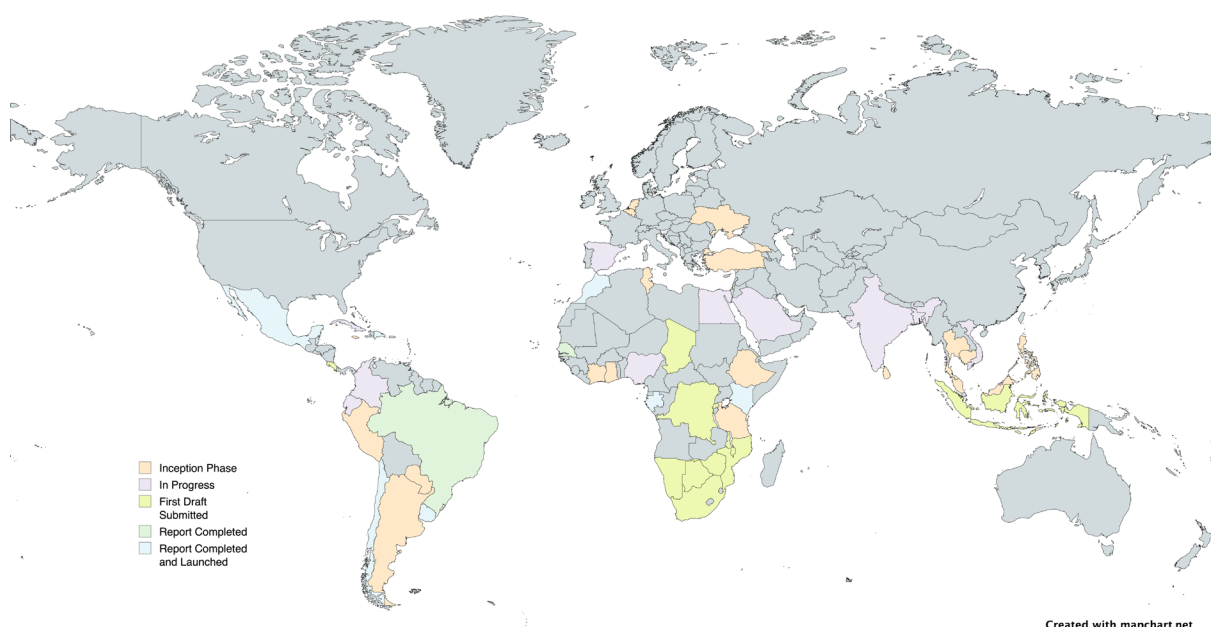 Inception Phase
In Progress
First Draft
Submitted
Report Completed
Report Completed
and Launched
Created with mapchart.net